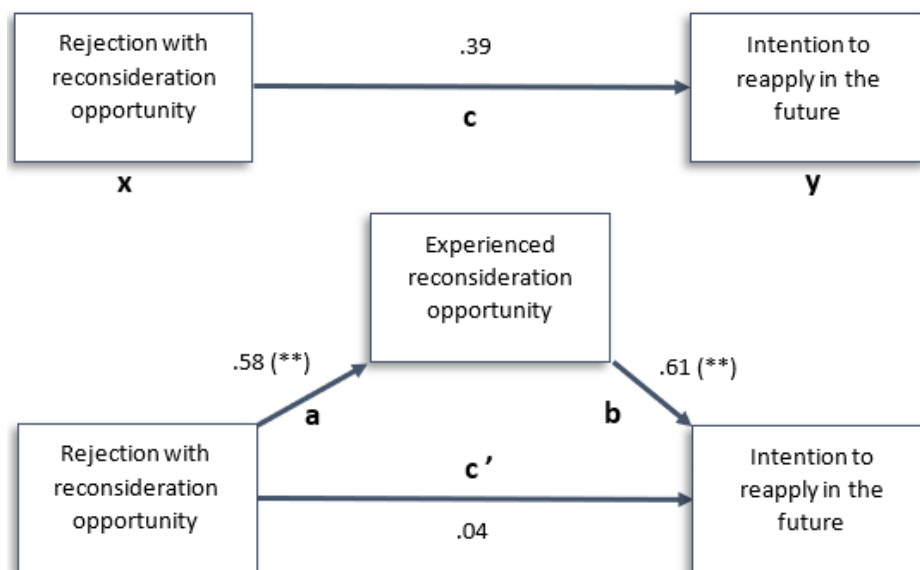 Rejection with
reconsideration
opportunity
.39
c
Intention to
reapply in the
future
x
y
Experienced
reconsideration
opportunity
.58 (**)
a
.61 (**)
b
Rejection with
reconsideration
opportunity
c ’
.04
Intention to
reapply in the
future